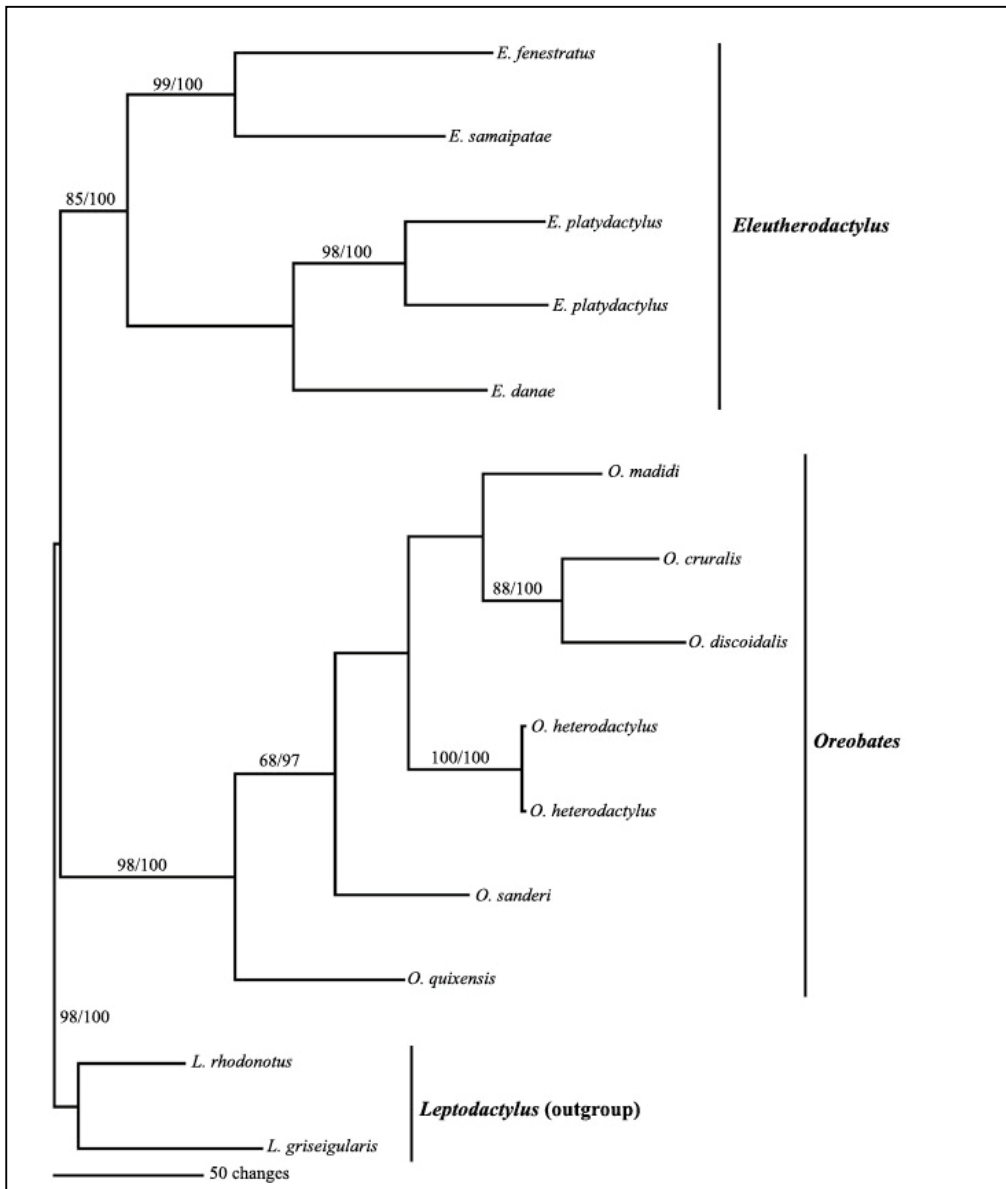 E. fenestratus
99/100
E. samaipatae
85/100
E. platydactylus
Eleutherodactylus
98/100
E. platydactylus
E. danae
O. madidi
O. cruralis
88/100
O. discoidalis
O. heterodactylus
Oreobates
68/97
100/100
O. heterodactylus
98/100
O. sanderi
O. quixensis
98/100
L. rhodonotus
Leptodactylus (outgroup)
L. griseigularis
50 changes